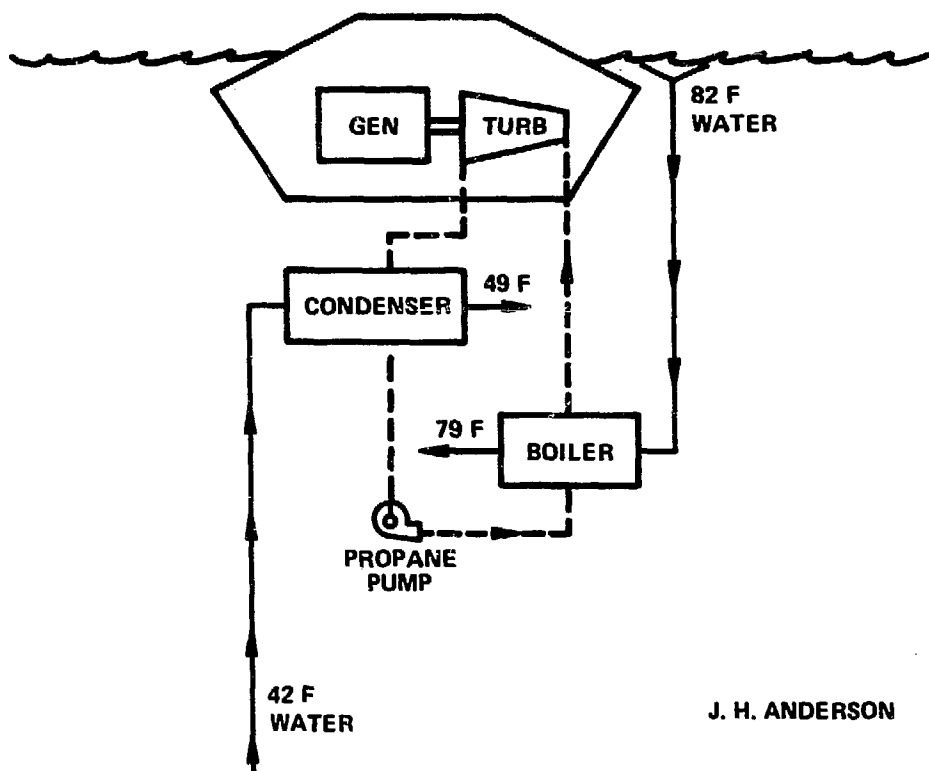 82 F
WATER
GEN
TURB
49 F
CONDENSER
79 F
BOILER
PROPANE
PUMP
42 F
WATER
J. H. ANDERSON